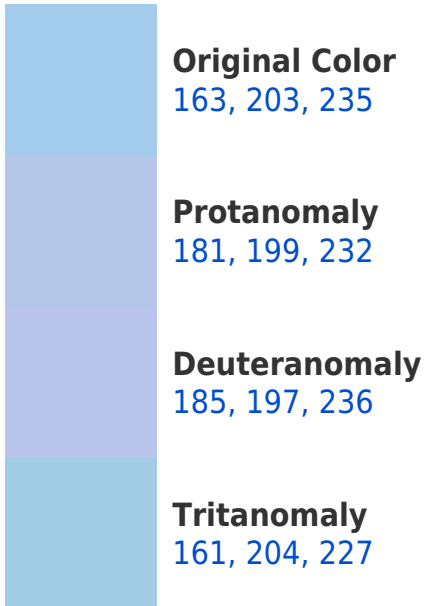 Original Color
163, 203, 235
Protanomaly
181, 199, 232
Deuteranomaly
185, 197, 236
Tritanomaly
161, 204, 227